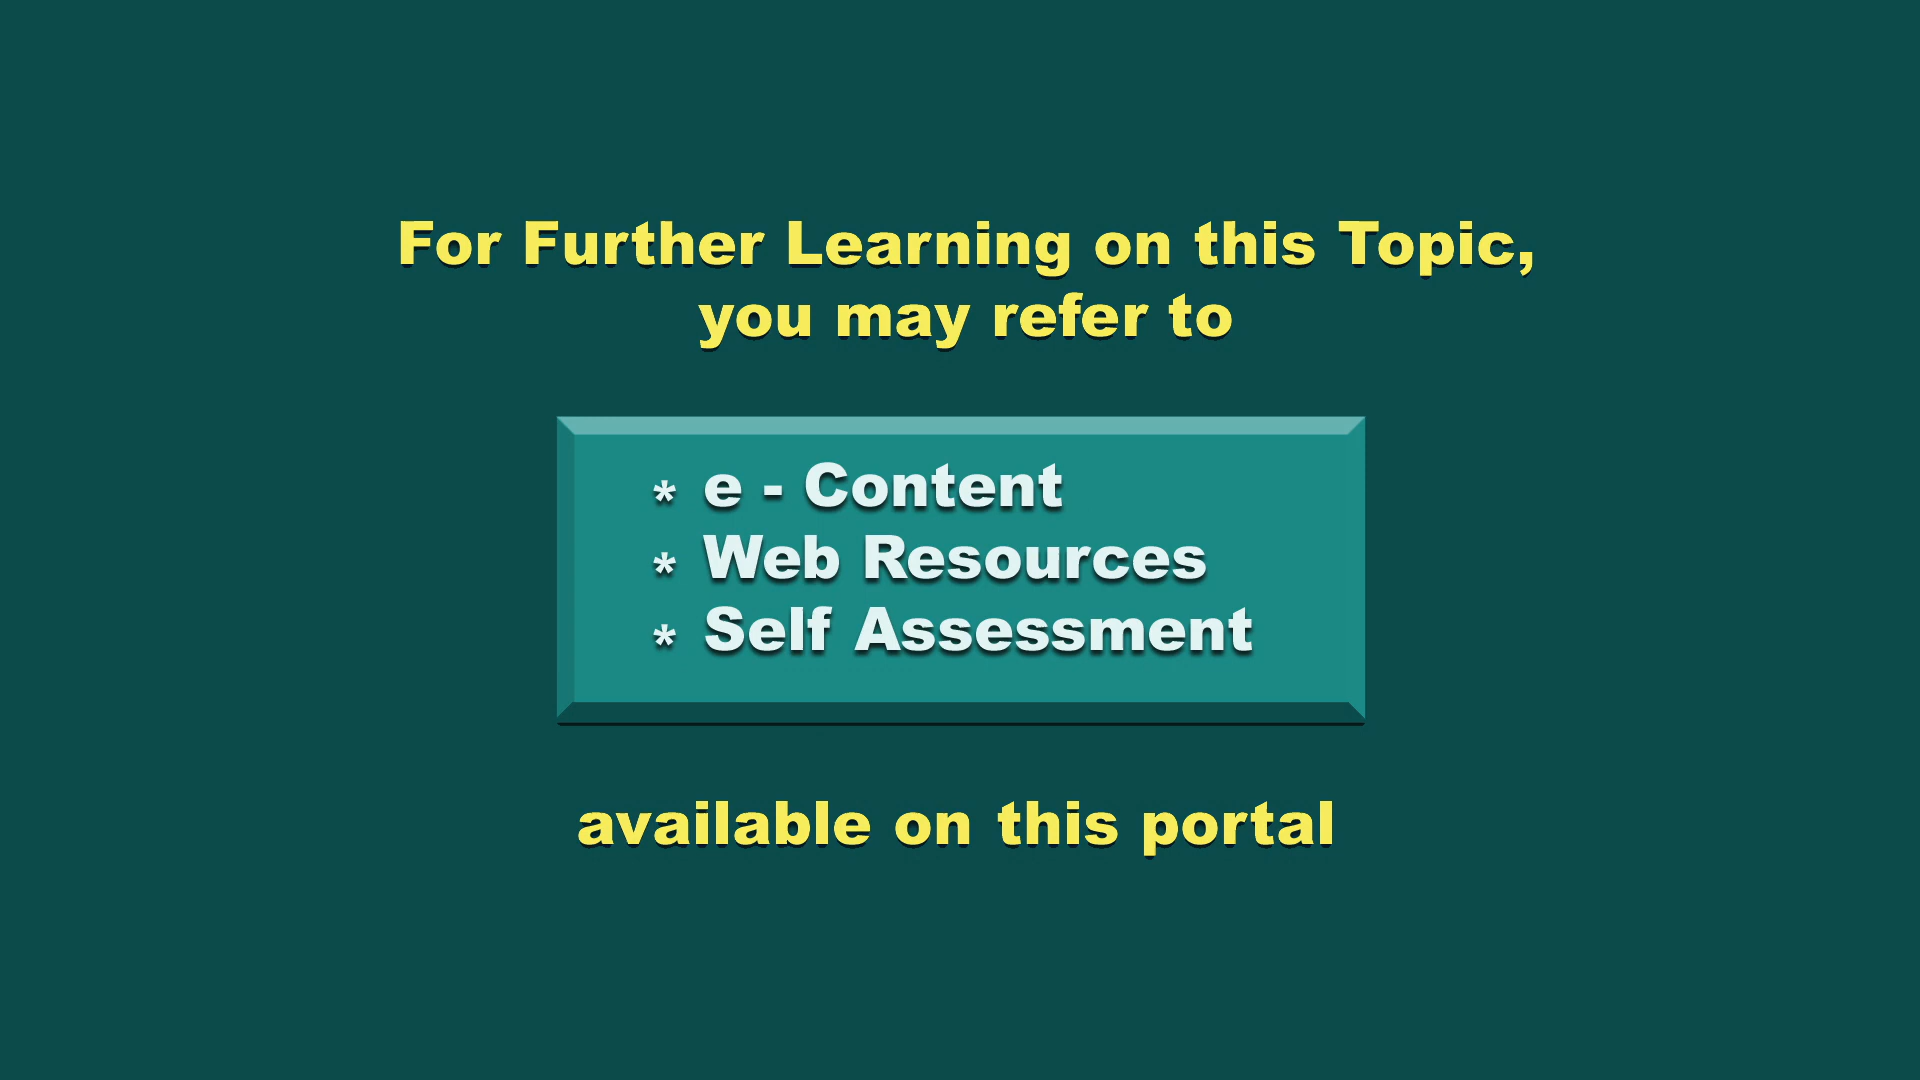 For Further Learning on this Topic,
you may refer to
* e - Content
* Web Resources
* Self Assessment
available on this portal